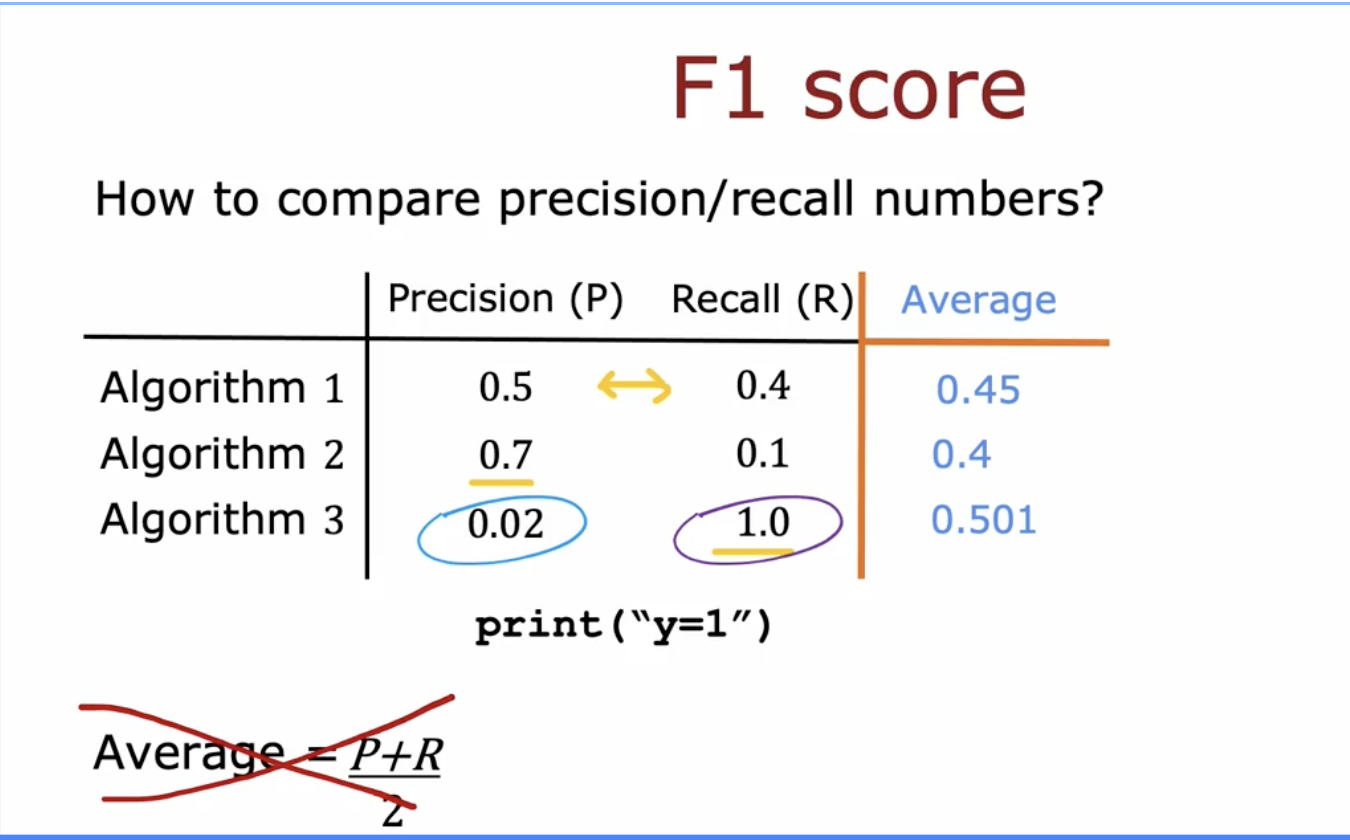 F1 score
How to compare precision/recall numbers?
Precision (P) Recall (R) Average
Algorithm 1 0.5 0.4 0.45
Algorithm 2 0.7 0.1 0.4
Algorithm 3 0.02 1.0 0.501
print(“y=1”)
Average = P+R
2